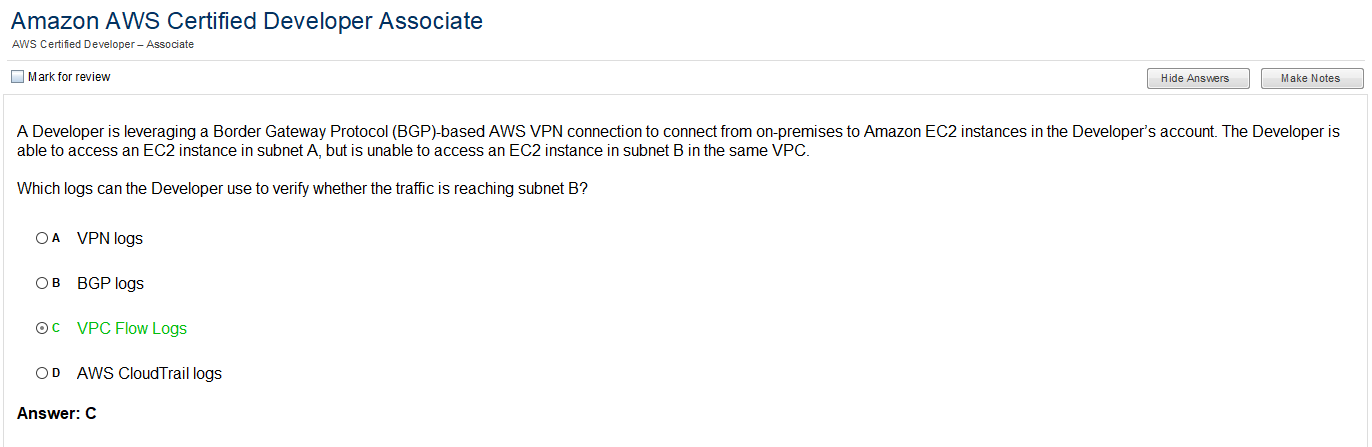 Amazon AWS Certified Developer Associate
AWS Certified Developer – Associate
Mark for review
Hide Answers
Make Notes
A Developer is leveraging a Border Gateway Protocol (BGP)-based AWS VPN connection to connect from on-premises to Amazon EC2 instances in the Developer’s account. The Developer is
able to access an EC2 instance in subnet A, but is unable to access an EC2 instance in subnet B in the same VPC.
Which logs can the Developer use to verify whether the traffic is reaching subnet B?
A VPN logs
B BGP logs
C VPC Flow Logs
D AWS CloudTrail logs
Answer: C